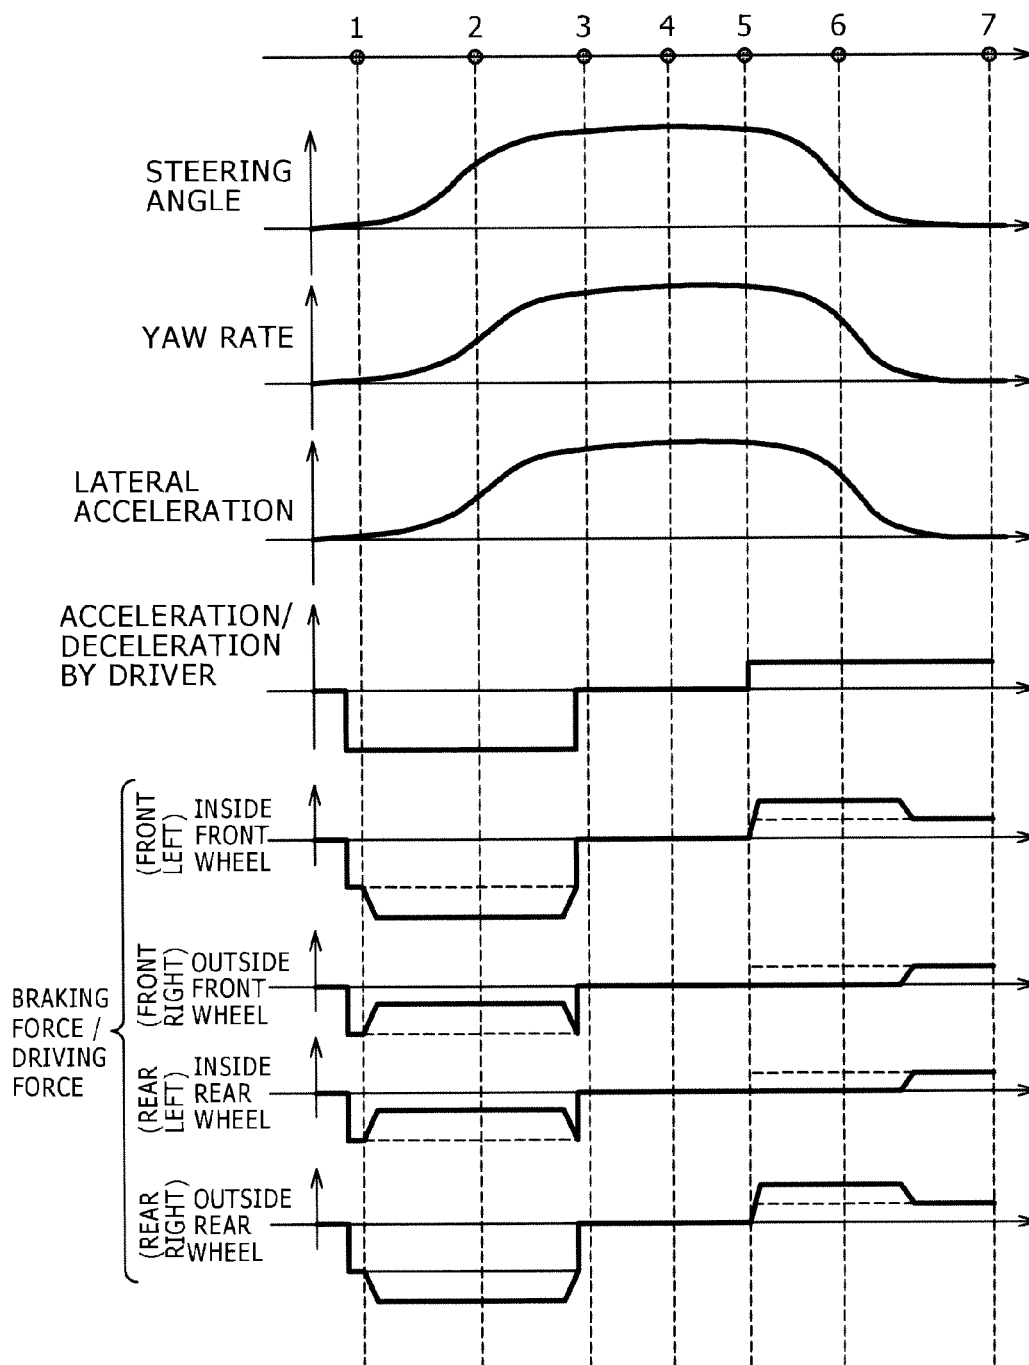 1 2 3 4 5 6 7
STEERING
ANGLE
YAW RATE
LATERAL
ACCELERATION
ACCELERATION/
DECELERATION
BY DRIVER
BRAKING
FORCE /
DRIVING
FORCE
(FRONT
LEFT)
INSIDE
FRONT
WHEEL
(FRONT
RIGHT)
OUTSIDE
FRONT
WHEEL
(REAR
LEFT)
INSIDE
REAR
WHEEL
(REAR
RIGHT)
OUTSIDE
REAR
WHEEL